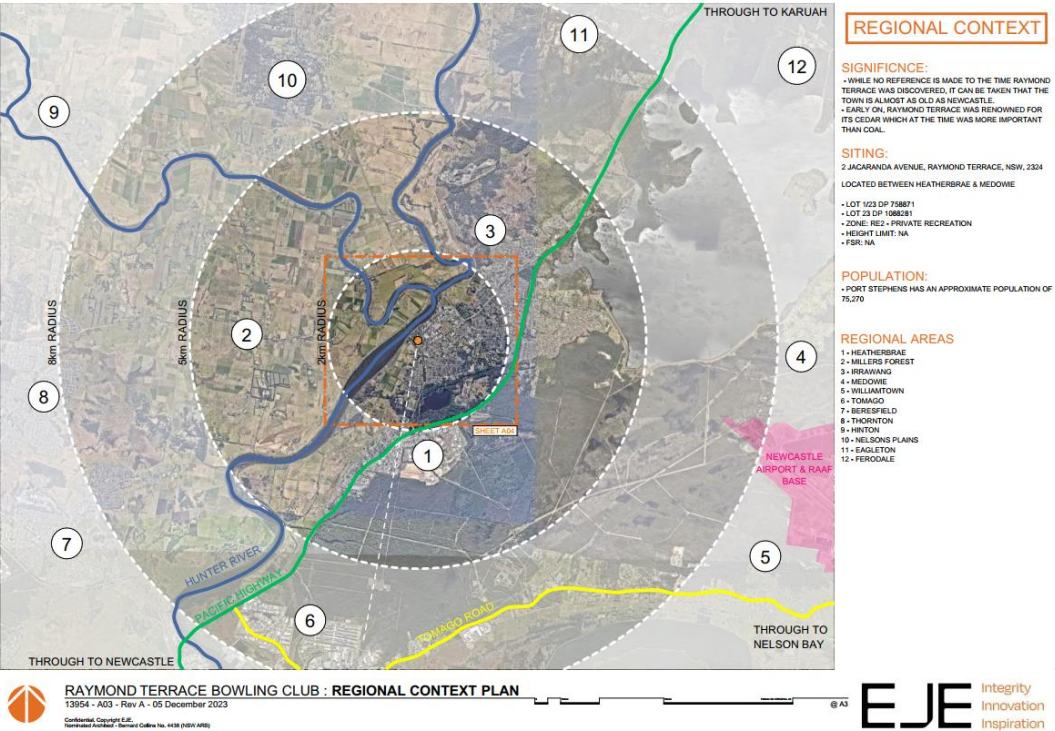 THROUGH TO KARUAH
11
10
12
9
3
8km RADIUS
5km RADIUS
2km RADIUS
2
4
8
SHEET A04
1
NEWCASTLE
AIRPORT & RAAF
BASE
7
5
HUNTER RIVER
PACIFIC HIGHWAY
6
TOMAGO ROAD
THROUGH TO
NELSON BAY
THROUGH TO NEWCASTLE
REGIONAL CONTEXT
SIGNIFICNCE:
• WHILE NO REFERENCE IS MADE TO THE TIME RAYMOND
TERRACE WAS DISCOVERED, IT CAN BE TAKEN THAT THE
TOWN IS ALMOST AS OLD AS NEWCASTLE.
• EARLY ON, RAYMOND TERRACE WAS RENOWNED FOR
ITS CEDAR WHICH AT THE TIME WAS MORE IMPORTANT
THAN COAL.
SITING:
2 JACARANDA AVENUE, RAYMOND TERRACE, NSW, 2324
LOCATED BETWEEN HEATHERBRAE & MEDOWIE
• LOT 1/23 DP 758871
• LOT 23 DP 1088281
• ZONE: RE2 - PRIVATE RECREATION
• HEIGHT LIMIT: NA
• FSR: NA
POPULATION:
• PORT STEPHENS HAS AN APPROXIMATE POPULATION OF
75,270
REGIONAL AREAS
1 - HEATHERBRAE
2 - MILLERS FOREST
3 - IRRAWANG
4 - MEDOWIE
5 - WILLIAMTOWN
6 - TOMAGO
7 - BERESFIELD
8 - THORNTON
9 - HINTON
10 - NELSONS PLAINS
11 - EAGLETON
12 - FERODALE
RAYMOND TERRACE BOWLING CLUB : REGIONAL CONTEXT PLAN
13954 - A03 - Rev A - 05 December 2023
Confidential. Copyright EJE.
Nominated Architect - Bernard Collins No. 4438 (NSW ARB)
@ A3
EJE
Integrity
Innovation
Inspiration